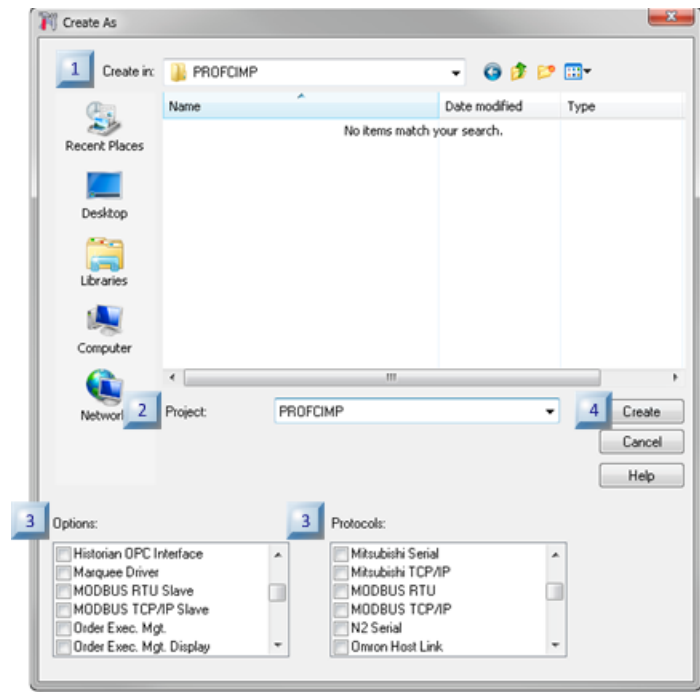 Create As
1 Create in: PROFCIMP
Name Date modified Type
No items match your search.
Recent Places
Desktop
Libraries
Computer
Network
2 Project: PROFCIMP
4 Create
Cancel
Help
3 Options:
Historian OPC Interface
Marquee Driver
MODBUS RTU Slave
MODBUS TCP/IP Slave
Order Exec. Mgt.
Order Exec. Mgt. Display
3 Protocols:
Mitsubishi Serial
Mitsubishi TCP/IP
MODBUS RTU
MODBUS TCP/IP
N2 Serial
Omron Host Link